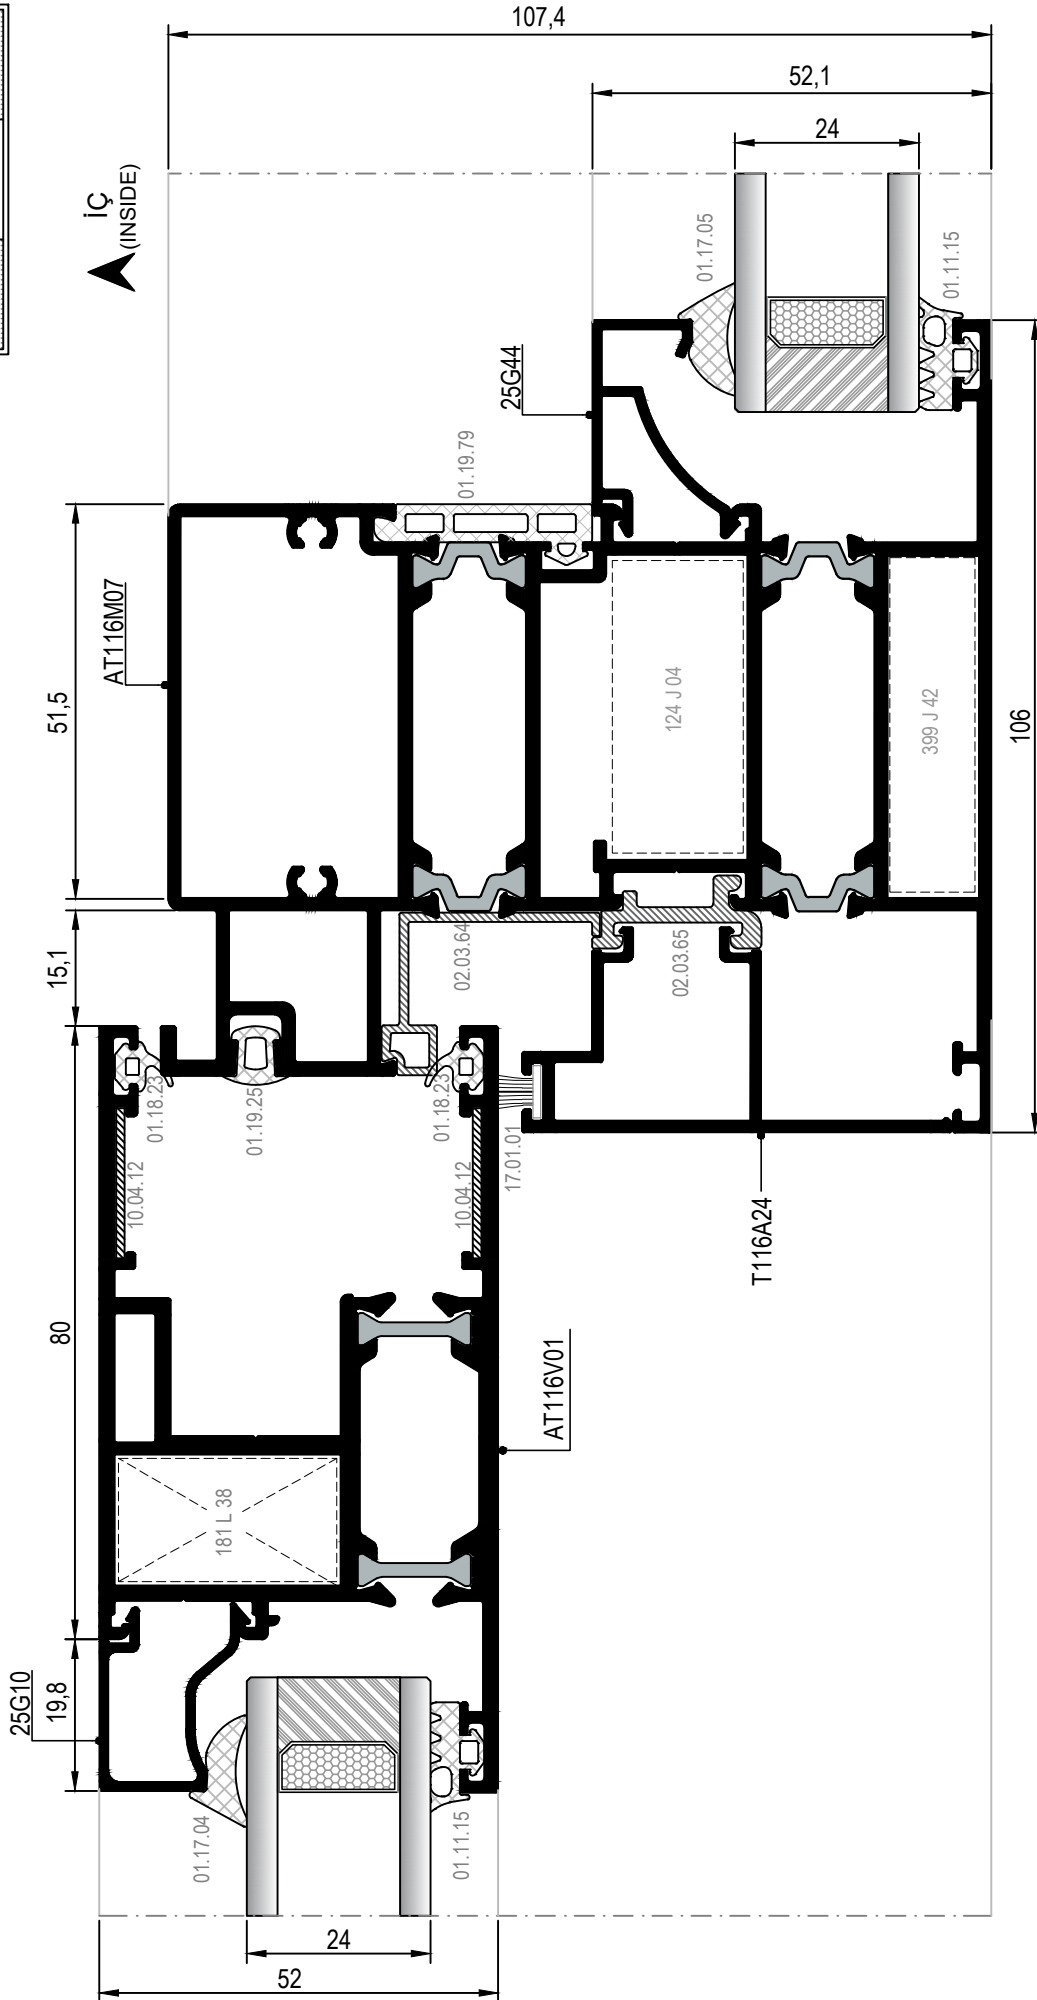 107,4
52,1
24
İÇ
(INSIDE)
01.17.05
01.11.15
25G44
01.19.79
AT116M07
51,5
124 J 04
399 J 42
106
15,1
02.03.64
02.03.65
01.18.23
01.19.25
01.18.23
17.01.01
10.04.12
10.04.12
T116A24
80
AT116V01
181 L 38
25G10
19,8
01.17.04
01.11.15
24
52